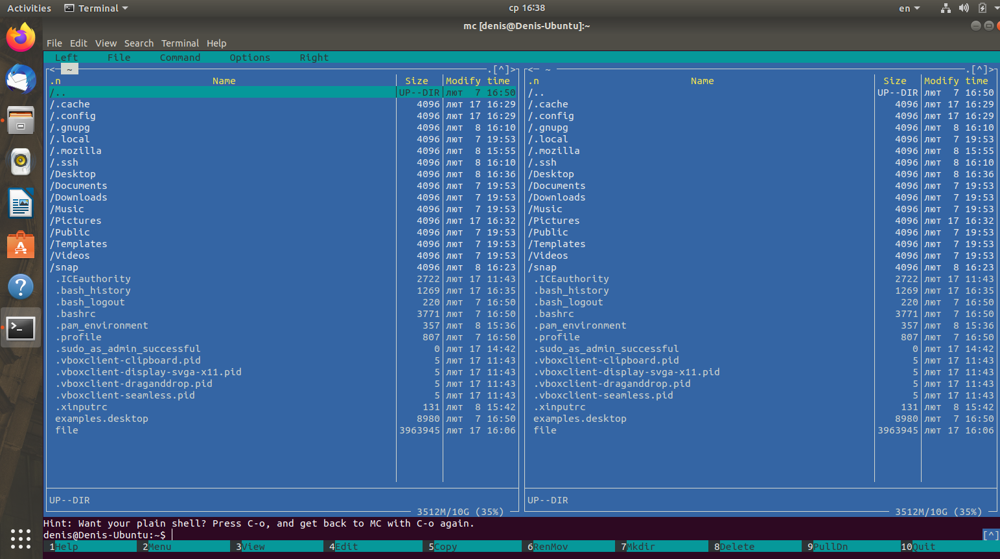 Activities Terminal ср 16:38 en
mc [denis@Denis-Ubuntu]:~
File Edit View Search Terminal Help
Left File Command Options Right
<─ ~ .[^]> <─ ~ .[^]>
.n Name Size Modify time .n Name Size Modify time
/.. UP--DIR лют 7 16:50 /.. UP--DIR лют 7 16:50
/.cache 4096 лют 17 16:29 /.cache 4096 лют 17 16:29
/.config 4096 лют 17 16:29 /.config 4096 лют 17 16:29
/.gnupg 4096 лют 8 16:10 /.gnupg 4096 лют 8 16:10
/.local 4096 лют 7 19:53 /.local 4096 лют 7 19:53
/.mozilla 4096 лют 8 15:55 /.mozilla 4096 лют 8 15:55
/.ssh 4096 лют 8 16:10 /.ssh 4096 лют 8 16:10
/Desktop 4096 лют 8 16:36 /Desktop 4096 лют 8 16:36
/Documents 4096 лют 7 19:53 /Documents 4096 лют 7 19:53
/Downloads 4096 лют 7 19:53 /Downloads 4096 лют 7 19:53
/Music 4096 лют 7 19:53 /Music 4096 лют 7 19:53
/Pictures 4096 лют 17 16:32 /Pictures 4096 лют 17 16:32
/Public 4096 лют 7 19:53 /Public 4096 лют 7 19:53
/Templates 4096 лют 7 19:53 /Templates 4096 лют 7 19:53
/Videos 4096 лют 7 19:53 /Videos 4096 лют 7 19:53
/snap 4096 лют 8 16:23 /snap 4096 лют 8 16:23
.ICEauthority 2722 лют 17 11:43 .ICEauthority 2722 лют 17 11:43
.bash_history 1269 лют 17 16:35 .bash_history 1269 лют 17 16:35
.bash_logout 220 лют 7 16:50 .bash_logout 220 лют 7 16:50
.bashrc 3771 лют 7 16:50 .bashrc 3771 лют 7 16:50
.pam_environment 357 лют 8 15:36 .pam_environment 357 лют 8 15:36
.profile 807 лют 7 16:50 .profile 807 лют 7 16:50
.sudo_as_admin_successful 0 лют 17 14:42 .sudo_as_admin_successful 0 лют 17 14:42
.vboxclient-clipboard.pid 5 лют 17 11:43 .vboxclient-clipboard.pid 5 лют 17 11:43
.vboxclient-display-svga-x11.pid 5 лют 17 11:43 .vboxclient-display-svga-x11.pid 5 лют 17 11:43
.vboxclient-draganddrop.pid 5 лют 17 11:43 .vboxclient-draganddrop.pid 5 лют 17 11:43
.vboxclient-seamless.pid 5 лют 17 11:43 .vboxclient-seamless.pid 5 лют 17 11:43
.xinputrc 131 лют 8 15:42 .xinputrc 131 лют 8 15:42
examples.desktop 8980 лют 7 16:50 examples.desktop 8980 лют 7 16:50
file 3963945 лют 17 16:06 file 3963945 лют 17 16:06
UP--DIR UP--DIR
3512M/10G (35%) 3512M/10G (35%)
Hint: Want your plain shell? Press C-o, and get back to MC with C-o again.
denis@Denis-Ubuntu:~$ [^]
1Help 2Menu 3View 4Edit 5Copy 6RenMov 7Mkdir 8Delete 9PullDn 10Quit